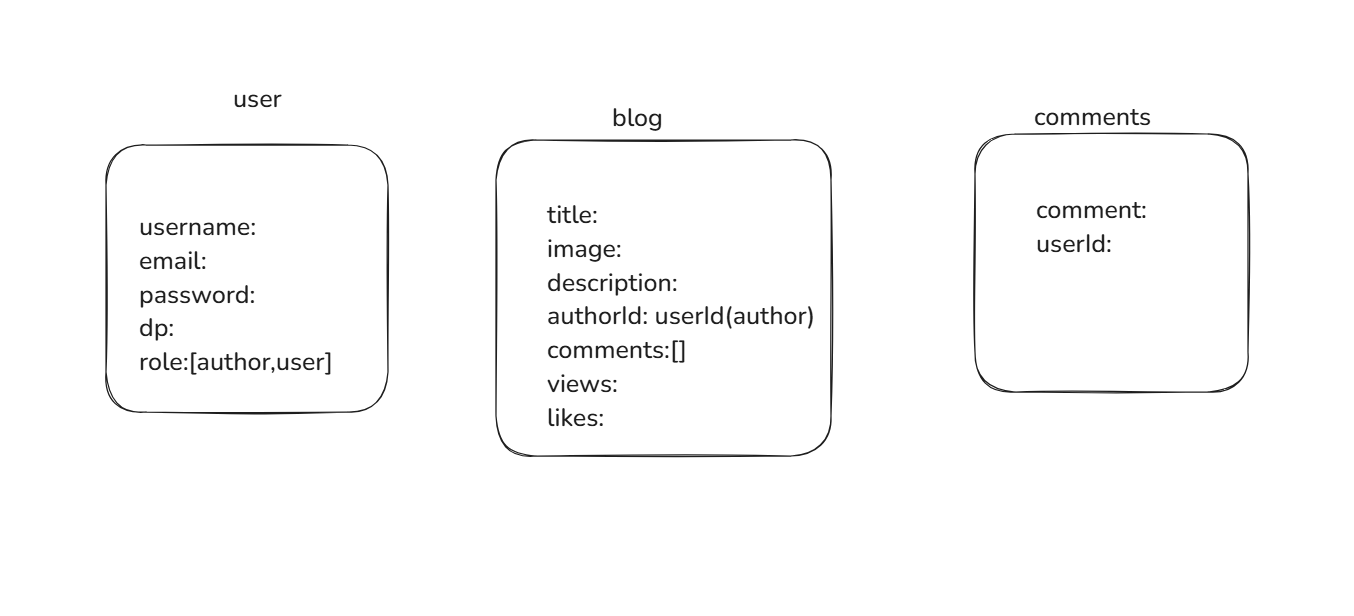 user
username:
email:
password:
dp:
role:[author,user]
blog
title:
image:
description:
authorId: userId(author)
comments:[]
views:
likes:
comments
comment:
userId: